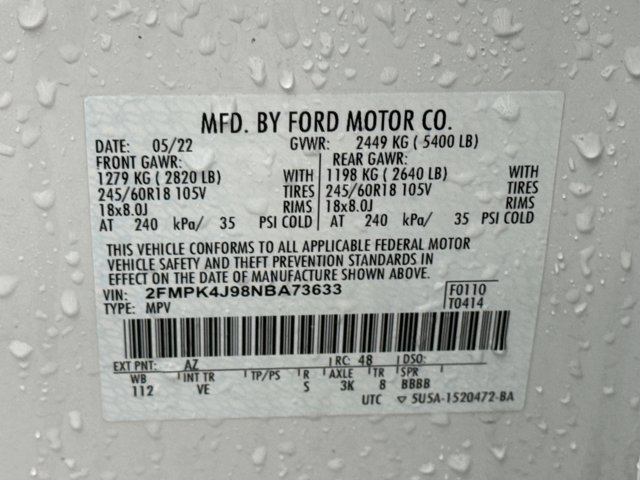 MFD. BY FORD MOTOR CO.
DATE: 05/22 GVWR: 2449 KG ( 5400 LB)
FRONT GAWR: REAR GAWR:
1279 KG ( 2820 LB) WITH 1198 KG ( 2640 LB) WITH
245/60R18 105V TIRES 245/60R18 105V TIRES
18x8.0J RIMS 18x8.0J RIMS
AT 240 kPa/ 35 PSI COLD AT 240 kPa/ 35 PSI COLD
THIS VEHICLE CONFORMS TO ALL APPLICABLE FEDERAL MOTOR
VEHICLE SAFETY AND THEFT PREVENTION STANDARDS IN
EFFECT ON THE DATE OF MANUFACTURE SHOWN ABOVE.
VIN: 2FMPK4J98NBA73633 F0110
TYPE: MPV T0414
EXT PNT: AZ RC: 48 DSO:
WB INT TR TP/PS R AXLE TR SPR
112 VE S 3K 8 BBBB
UTC ▽ 5U5A-1520472-BA